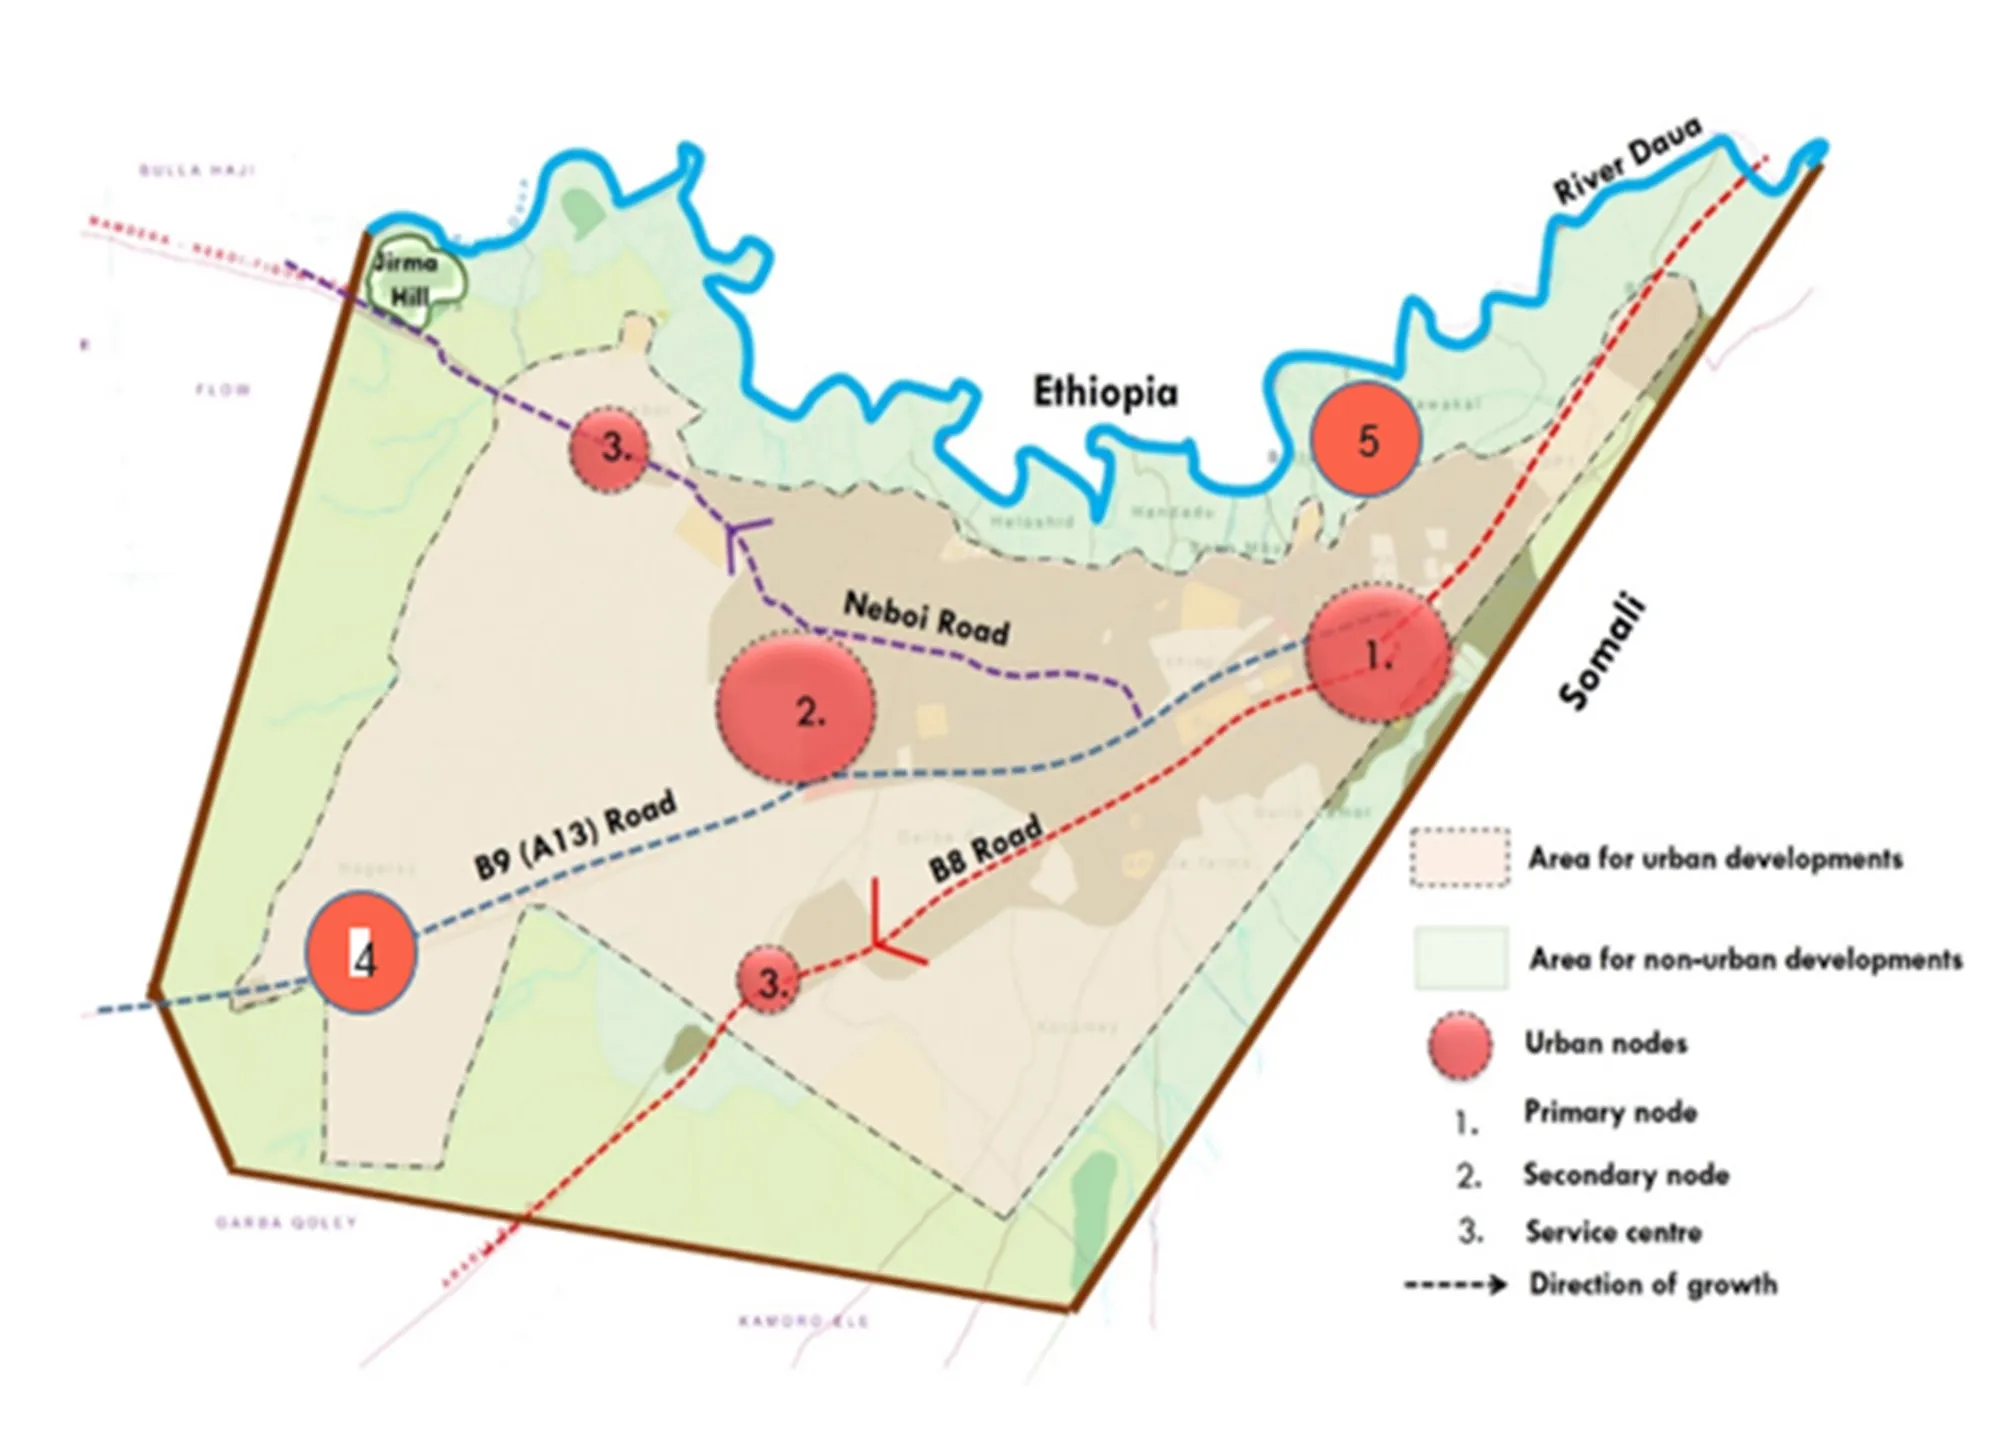 River Daua
BULLA HAJI
Jirma
Hill
FLOW
Ethiopia
3.
5
Neboi Road
1.
Somali
2.
B9 (A13) Road
B8 Road
4
3.
GARBA QOLEY
Area for urban developments
Area for non-urban developments
Urban nodes
1. Primary node
2. Secondary node
3. Service centre
Direction of growth